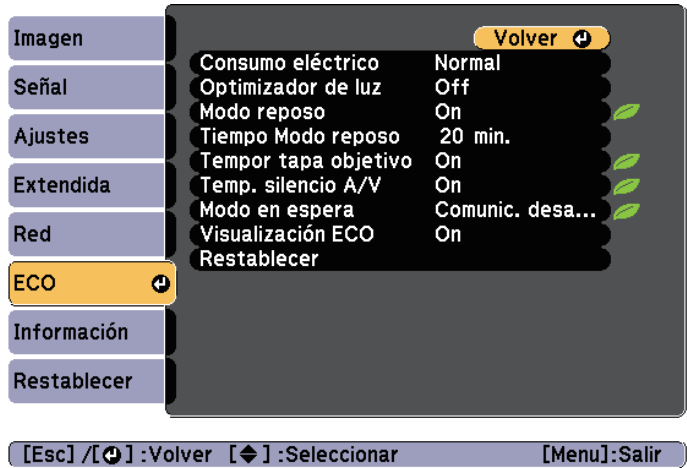 Imagen
Señal
Ajustes
Extendida
Red
ECO
Información
Restablecer
Volver
Consumo eléctrico Normal
Optimizador de luz Off
Modo reposo On
Tiempo Modo reposo 20 min.
Tempor tapa objetivo On
Temp. silencio A/V On
Modo en espera Comunic. desa...
Visualización ECO On
Restablecer
[Esc] /[⏎] :Volver [◆] :Seleccionar [Menu]:Salir